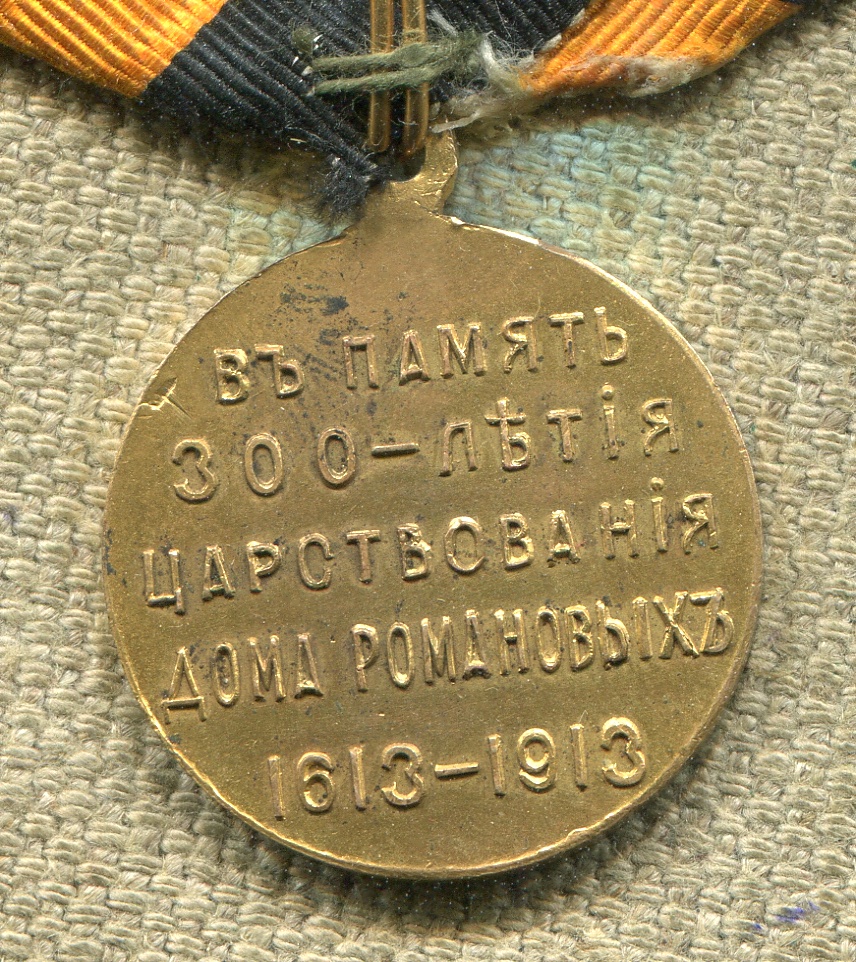 ВЪ ПАМЯТЬ
300–ЛѢТІЯ
ЦАРСТВОВАНІЯ
ДОМА РОМАНОВЫХЪ
1613–1913